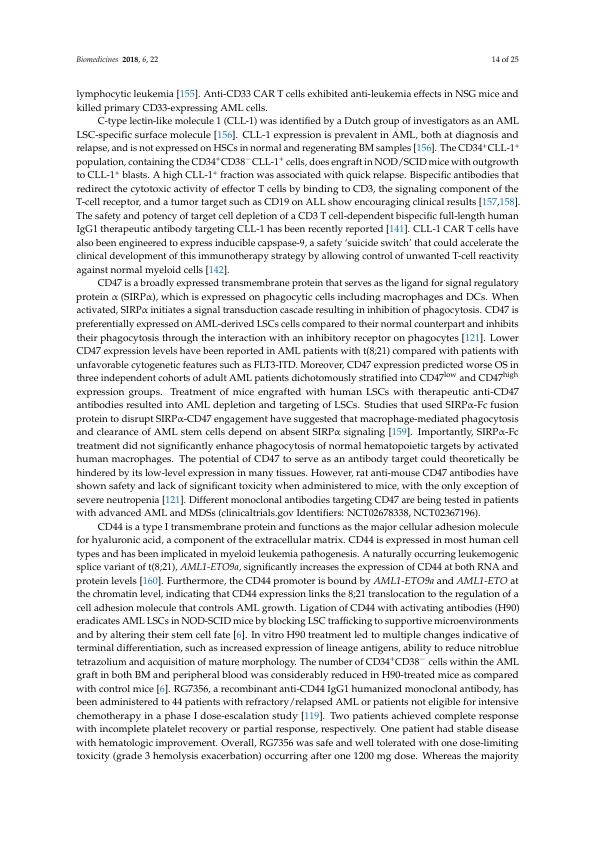 Biomedicines 2018, 6, 22
14 of 25
lymphocytic leukemia [155]. Anti-CD33 CAR T cells exhibited anti-leukemia effects in NSG mice and
killed primary CD33-expressing AML cells.
C-type lectin-like molecule 1 (CLL-1) was identified by a Dutch group of investigators as an AML
LSC-specific surface molecule [156]. CLL-1 expression is prevalent in AML, both at diagnosis and
relapse, and is not expressed on HSCs in normal and regenerating BM samples [156]. The CD34⁺CLL-1⁺
population, containing the CD34⁺CD38⁻CLL-1⁺ cells, does engraft in NOD/SCID mice with outgrowth
to CLL-1⁺ blasts. A high CLL-1⁺ fraction was associated with quick relapse. Bispecific antibodies that
redirect the cytotoxic activity of effector T cells by binding to CD3, the signaling component of the
T-cell receptor, and a tumor target such as CD19 on ALL show encouraging clinical results [157,158].
The safety and potency of target cell depletion of a CD3 T cell-dependent bispecific full-length human
IgG1 therapeutic antibody targeting CLL-1 has been recently reported [141]. CLL-1 CAR T cells have
also been engineered to express inducible capspase-9, a safety ‘suicide switch’ that could accelerate the
clinical development of this immunotherapy strategy by allowing control of unwanted T-cell reactivity
against normal myeloid cells [142].
CD47 is a broadly expressed transmembrane protein that serves as the ligand for signal regulatory
protein α (SIRPα), which is expressed on phagocytic cells including macrophages and DCs. When
activated, SIRPα initiates a signal transduction cascade resulting in inhibition of phagocytosis. CD47 is
preferentially expressed on AML-derived LSCs cells compared to their normal counterpart and inhibits
their phagocytosis through the interaction with an inhibitory receptor on phagocytes [121]. Lower
CD47 expression levels have been reported in AML patients with t(8;21) compared with patients with
unfavorable cytogenetic features such as FLT3-ITD. Moreover, CD47 expression predicted worse OS in
three independent cohorts of adult AML patients dichotomously stratified into CD47ˡᵒʷ and CD47ʰⁱᵍʰ
expression groups. Treatment of mice engrafted with human LSCs with therapeutic anti-CD47
antibodies resulted into AML depletion and targeting of LSCs. Studies that used SIRPα-Fc fusion
protein to disrupt SIRPα-CD47 engagement have suggested that macrophage-mediated phagocytosis
and clearance of AML stem cells depend on absent SIRPα signaling [159]. Importantly, SIRPα-Fc
treatment did not significantly enhance phagocytosis of normal hematopoietic targets by activated
human macrophages. The potential of CD47 to serve as an antibody target could theoretically be
hindered by its low-level expression in many tissues. However, rat anti-mouse CD47 antibodies have
shown safety and lack of significant toxicity when administered to mice, with the only exception of
severe neutropenia [121]. Different monoclonal antibodies targeting CD47 are being tested in patients
with advanced AML and MDSs (clinicaltrials.gov Identifiers: NCT02678338, NCT02367196).
CD44 is a type I transmembrane protein and functions as the major cellular adhesion molecule
for hyaluronic acid, a component of the extracellular matrix. CD44 is expressed in most human cell
types and has been implicated in myeloid leukemia pathogenesis. A naturally occurring leukemogenic
splice variant of t(8;21), AML1-ETO9a, significantly increases the expression of CD44 at both RNA and
protein levels [160]. Furthermore, the CD44 promoter is bound by AML1-ETO9a and AML1-ETO at
the chromatin level, indicating that CD44 expression links the 8;21 translocation to the regulation of a
cell adhesion molecule that controls AML growth. Ligation of CD44 with activating antibodies (H90)
eradicates AML LSCs in NOD-SCID mice by blocking LSC trafficking to supportive microenvironments
and by altering their stem cell fate [6]. In vitro H90 treatment led to multiple changes indicative of
terminal differentiation, such as increased expression of lineage antigens, ability to reduce nitroblue
tetrazolium and acquisition of mature morphology. The number of CD34⁺CD38⁻ cells within the AML
graft in both BM and peripheral blood was considerably reduced in H90-treated mice as compared
with control mice [6]. RG7356, a recombinant anti-CD44 IgG1 humanized monoclonal antibody, has
been administered to 44 patients with refractory/relapsed AML or patients not eligible for intensive
chemotherapy in a phase I dose-escalation study [119]. Two patients achieved complete response
with incomplete platelet recovery or partial response, respectively. One patient had stable disease
with hematologic improvement. Overall, RG7356 was safe and well tolerated with one dose-limiting
toxicity (grade 3 hemolysis exacerbation) occurring after one 1200 mg dose. Whereas the majority